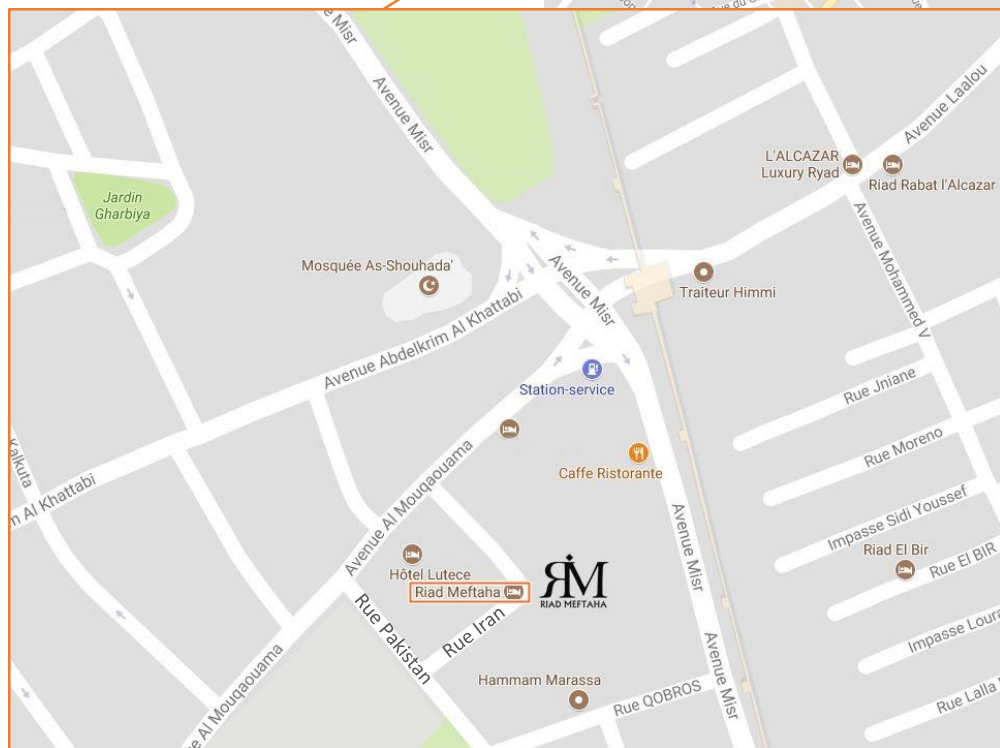 Avenue Misr
Avenue Laalou
L'ALCAZAR
Luxury Ryad
Riad Rabat l'Alcazar
Jardin
Gharbiya
Avenue Mohammed V
Mosquée As-Shouhada'
Avenue Misr
Traiteur Himmi
Avenue Abdelkrim Al Khattabi
Station-service
Rue Jniane
Kalkuta
Caffe Ristorante
Rue Moreno
Al Khattabi
Avenue Al Mouqaouama
Impasse Sidi Youssef
Avenue Misr
Riad El Bir
Rue El BIR
Hôtel Lutece
Riad Meftaha
RM
RIAD MEFTAHA
Rue Pakistan
Rue Iran
Impasse
Avenue Misr
Al Mouqaouama
Hammam Marassa
Rue QOBROS
Rue Lalla